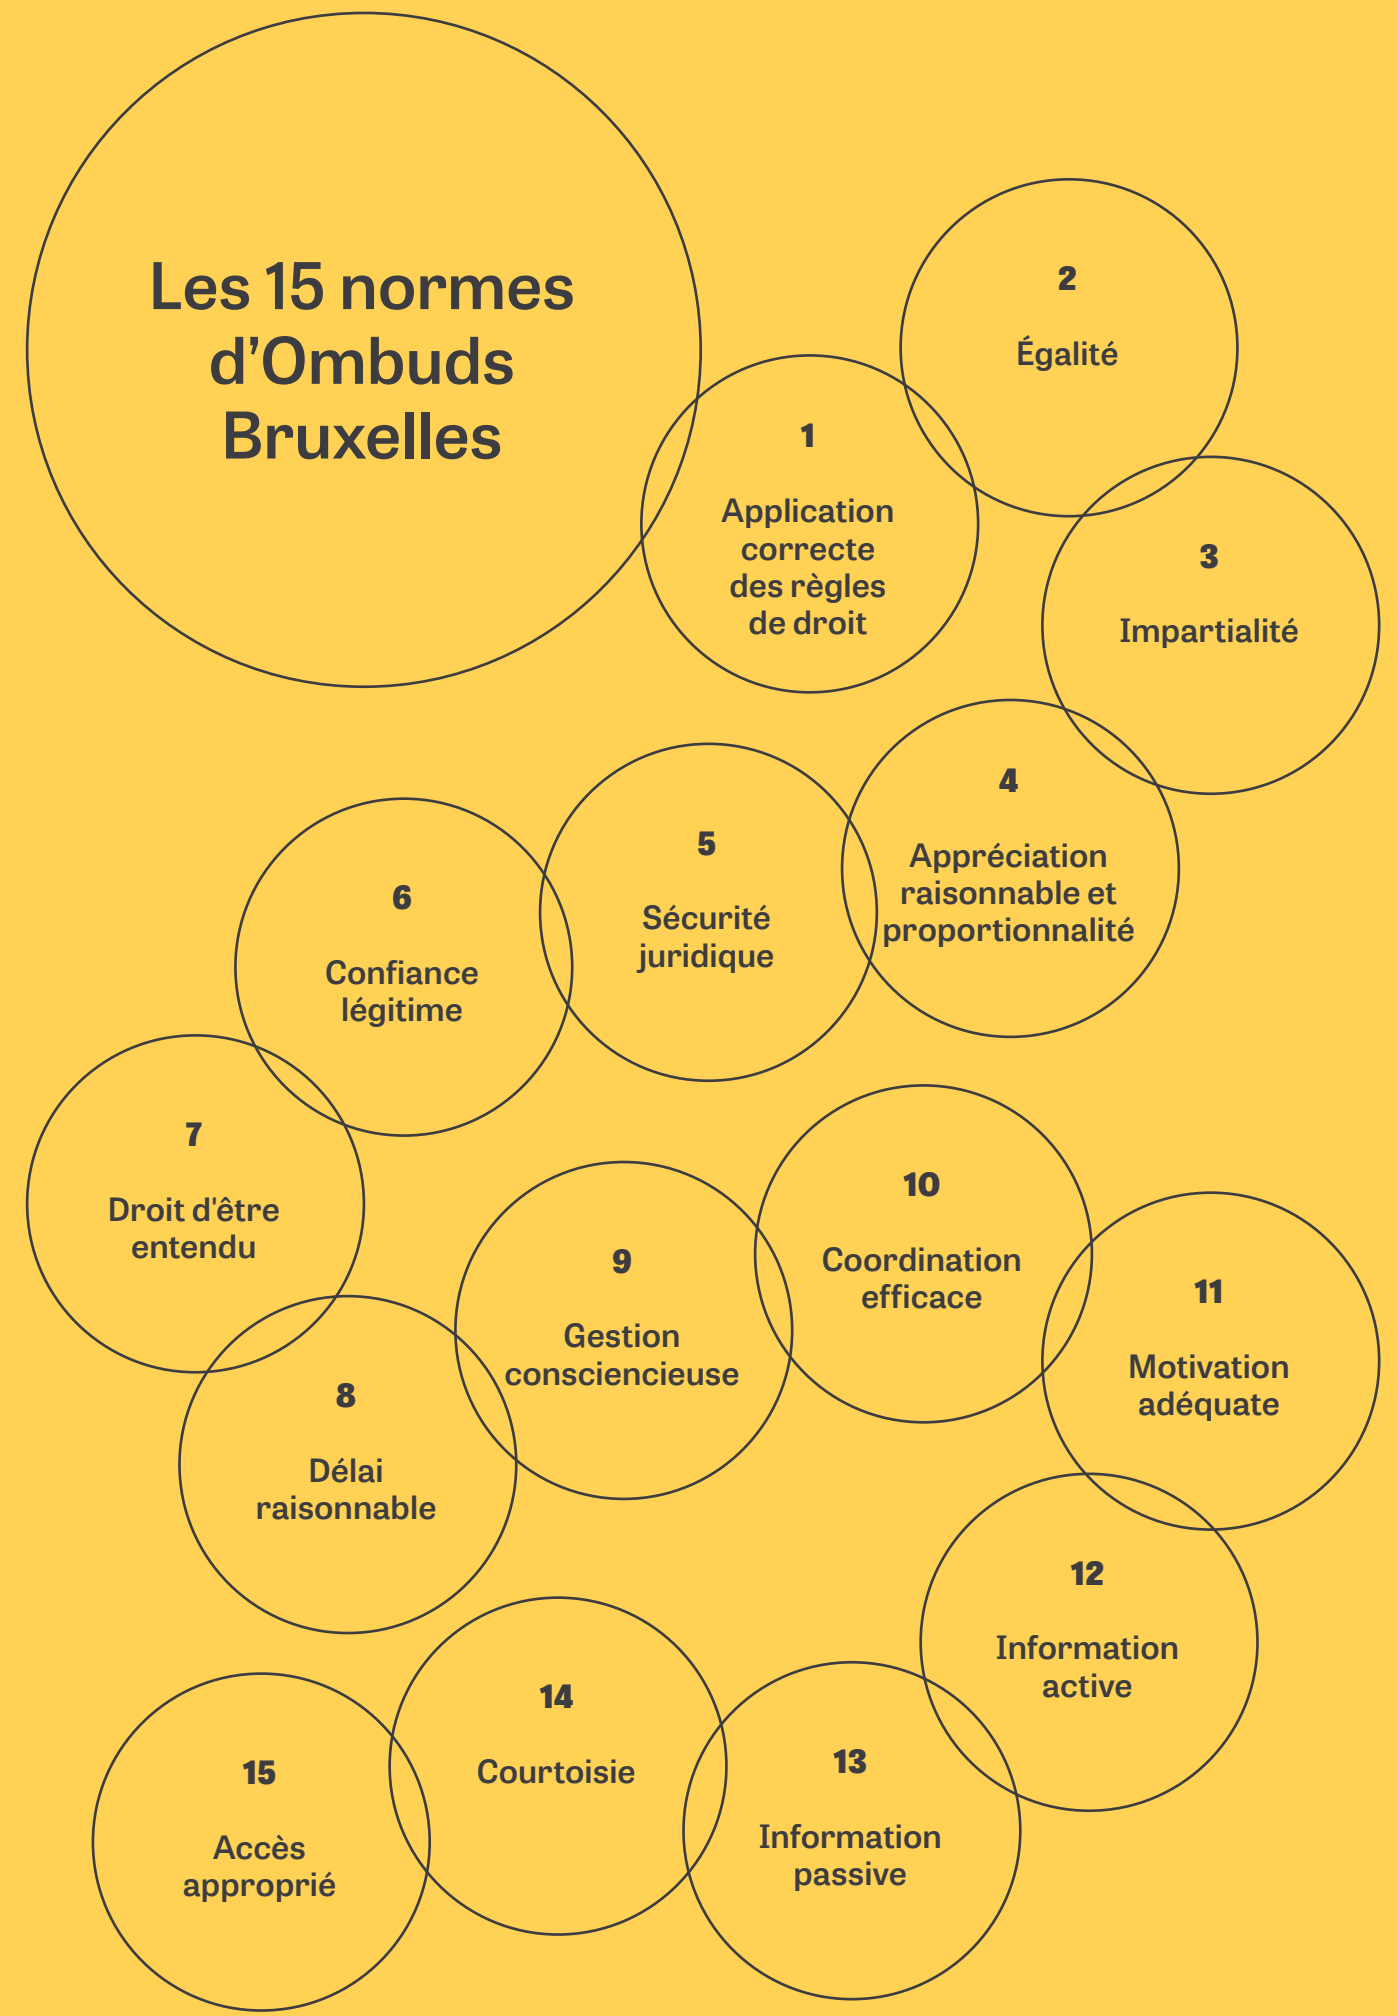 Les 15 normes
d’Ombuds
Bruxelles
1
Application
correcte
des règles
de droit
2
Égalité
3
Impartialité
4
Appréciation
raisonnable et
proportionnalité
5
Sécurité
juridique
6
Confiance
légitime
7
Droit d'être
entendu
8
Délai
raisonnable
9
Gestion
consciencieuse
10
Coordination
efficace
11
Motivation
adéquate
12
Information
active
13
Information
passive
14
Courtoisie
15
Accès
approprié